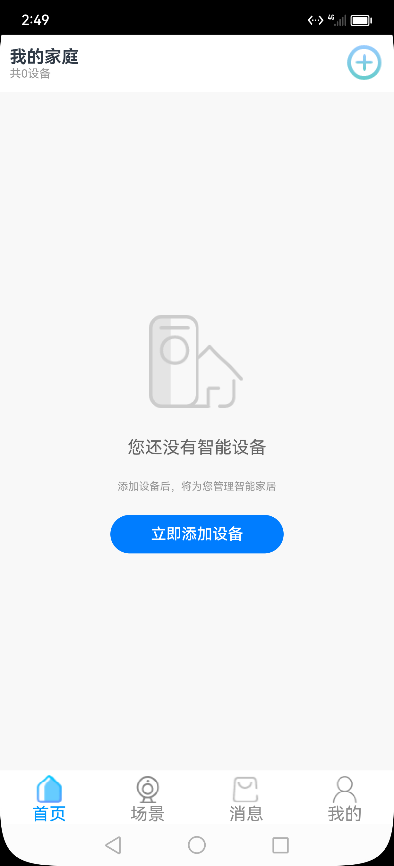 2:49
4G
我的家庭
共0设备
您还没有智能设备
添加设备后，将为您管理智能家居
立即添加设备
首页
场景
消息
我的